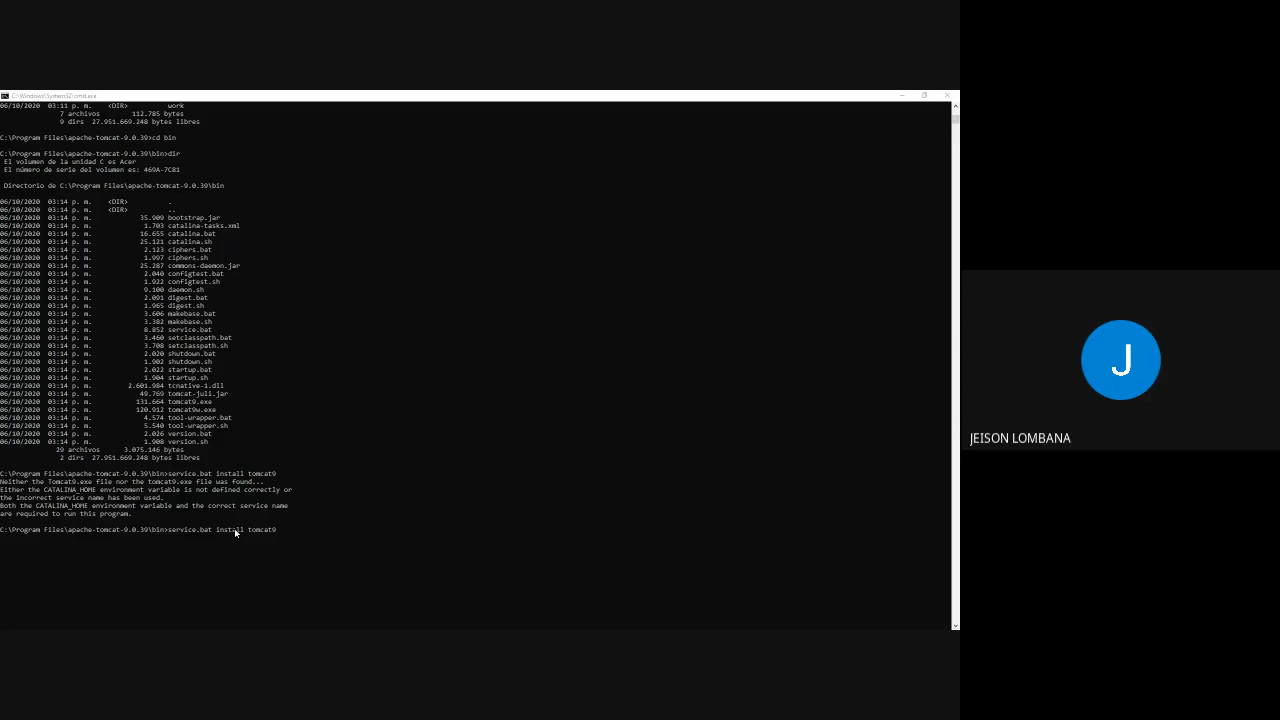 C:\Windows\System32\cmd.exe
06/10/2020  03:11 p. m.    <DIR>          work
               7 archivos        112.785 bytes
               9 dirs  27.951.669.248 bytes libres
C:\Program Files\apache-tomcat-9.0.39>cd bin
C:\Program Files\apache-tomcat-9.0.39\bin>dir
 El volumen de la unidad C es Acer
 El número de serie del volumen es: 469A-7C81
 Directorio de C:\Program Files\apache-tomcat-9.0.39\bin
06/10/2020  03:14 p. m.    <DIR>          .
06/10/2020  03:14 p. m.    <DIR>          ..
06/10/2020  03:14 p. m.            35.909 bootstrap.jar
06/10/2020  03:14 p. m.             1.703 catalina-tasks.xml
06/10/2020  03:14 p. m.            16.655 catalina.bat
06/10/2020  03:14 p. m.            25.121 catalina.sh
06/10/2020  03:14 p. m.             2.123 ciphers.bat
06/10/2020  03:14 p. m.             1.997 ciphers.sh
06/10/2020  03:14 p. m.            25.287 commons-daemon.jar
06/10/2020  03:14 p. m.             2.040 configtest.bat
06/10/2020  03:14 p. m.             1.922 configtest.sh
06/10/2020  03:14 p. m.             9.100 daemon.sh
06/10/2020  03:14 p. m.             2.091 digest.bat
06/10/2020  03:14 p. m.             1.965 digest.sh
06/10/2020  03:14 p. m.             3.606 makebase.bat
06/10/2020  03:14 p. m.             3.382 makebase.sh
06/10/2020  03:14 p. m.             8.852 service.bat
06/10/2020  03:14 p. m.             3.460 setclasspath.bat
06/10/2020  03:14 p. m.             3.708 setclasspath.sh
06/10/2020  03:14 p. m.             2.020 shutdown.bat
06/10/2020  03:14 p. m.             1.902 shutdown.sh
06/10/2020  03:14 p. m.             2.022 startup.bat
06/10/2020  03:14 p. m.             1.904 startup.sh
06/10/2020  03:14 p. m.         2.601.984 tcnative-1.dll
06/10/2020  03:14 p. m.            49.769 tomcat-juli.jar
06/10/2020  03:14 p. m.           131.664 tomcat9.exe
06/10/2020  03:14 p. m.           120.912 tomcat9w.exe
06/10/2020  03:14 p. m.             4.574 tool-wrapper.bat
06/10/2020  03:14 p. m.             5.540 tool-wrapper.sh
06/10/2020  03:14 p. m.             2.026 version.bat
06/10/2020  03:14 p. m.             1.908 version.sh
              29 archivos      3.075.146 bytes
               2 dirs  27.951.669.248 bytes libres
C:\Program Files\apache-tomcat-9.0.39\bin>service.bat install tomcat9
Neither the Tomcat9.exe file nor the tomcat9.exe file was found...
Either the CATALINA_HOME environment variable is not defined correctly or
the incorrect service name has been used.
Both the CATALINA_HOME environment variable and the correct service name
are required to run this program.
C:\Program Files\apache-tomcat-9.0.39\bin>service.bat install tomcat9
J
JEISON LOMBANA